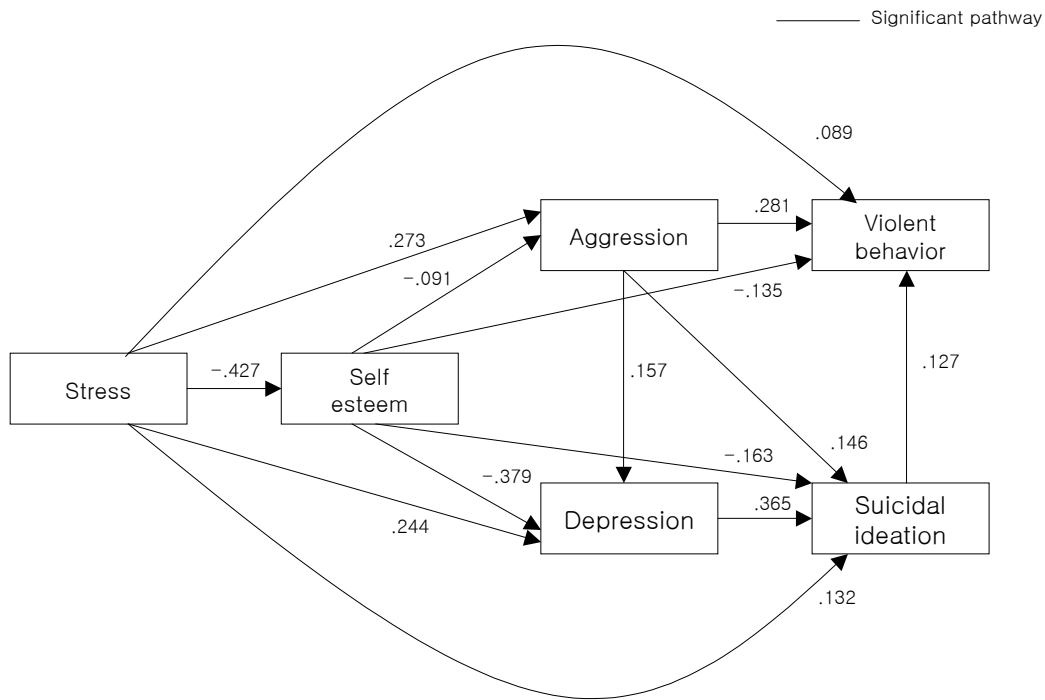 Significant pathway
.089
.281
Violent
behavior
Aggression
.273
-.091
-.135
Stress
-.427
Self
esteem
.157
.127
.146
-.163
-.379
.244
Depression
.365
Suicidal
ideation
.132